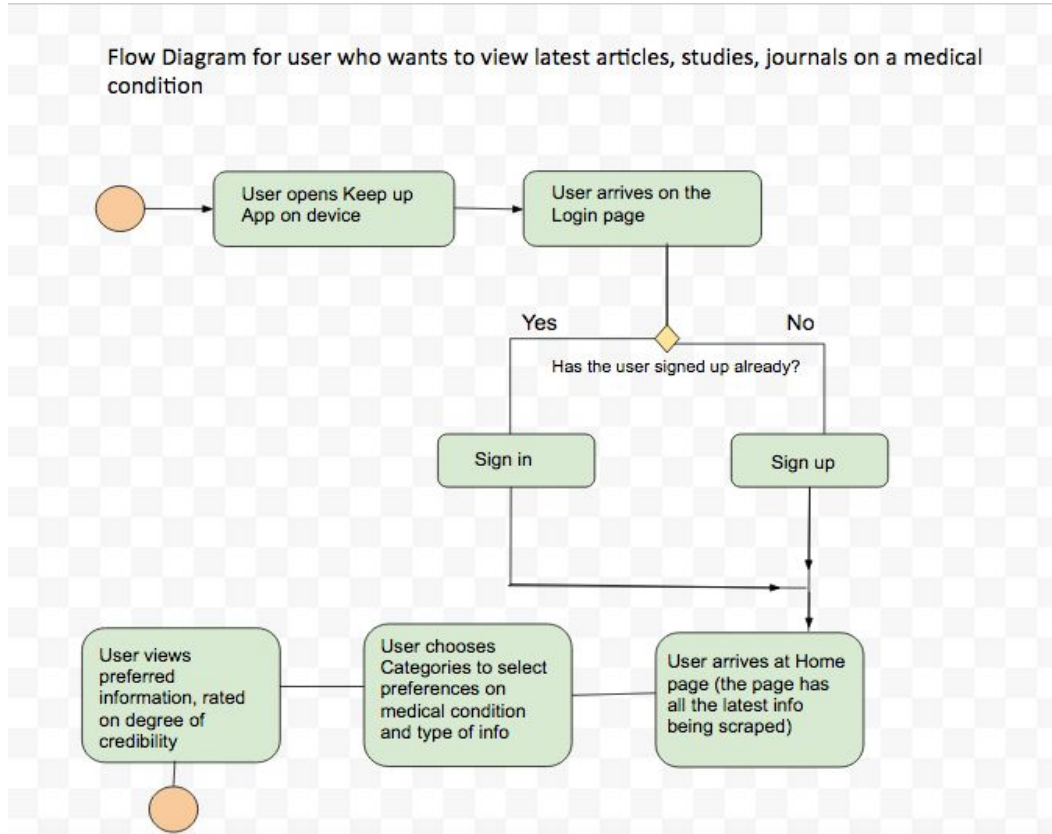 Flow Diagram for user who wants to view latest articles, studies, journals on a medical
condition
User opens Keep up
App on device
User arrives on the
Login page
Yes
No
Has the user signed up already?
Sign in
Sign up
User arrives at Home
page (the page has
all the latest info
being scraped)
User chooses
Categories to select
preferences on
medical condition
and type of info
User views
preferred
information, rated
on degree of
credibility